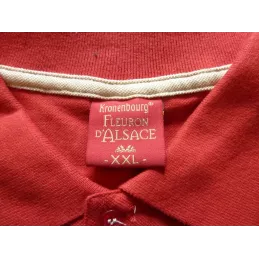 Kronenbourg
FLEURON
D'ALSACE
- XXL -